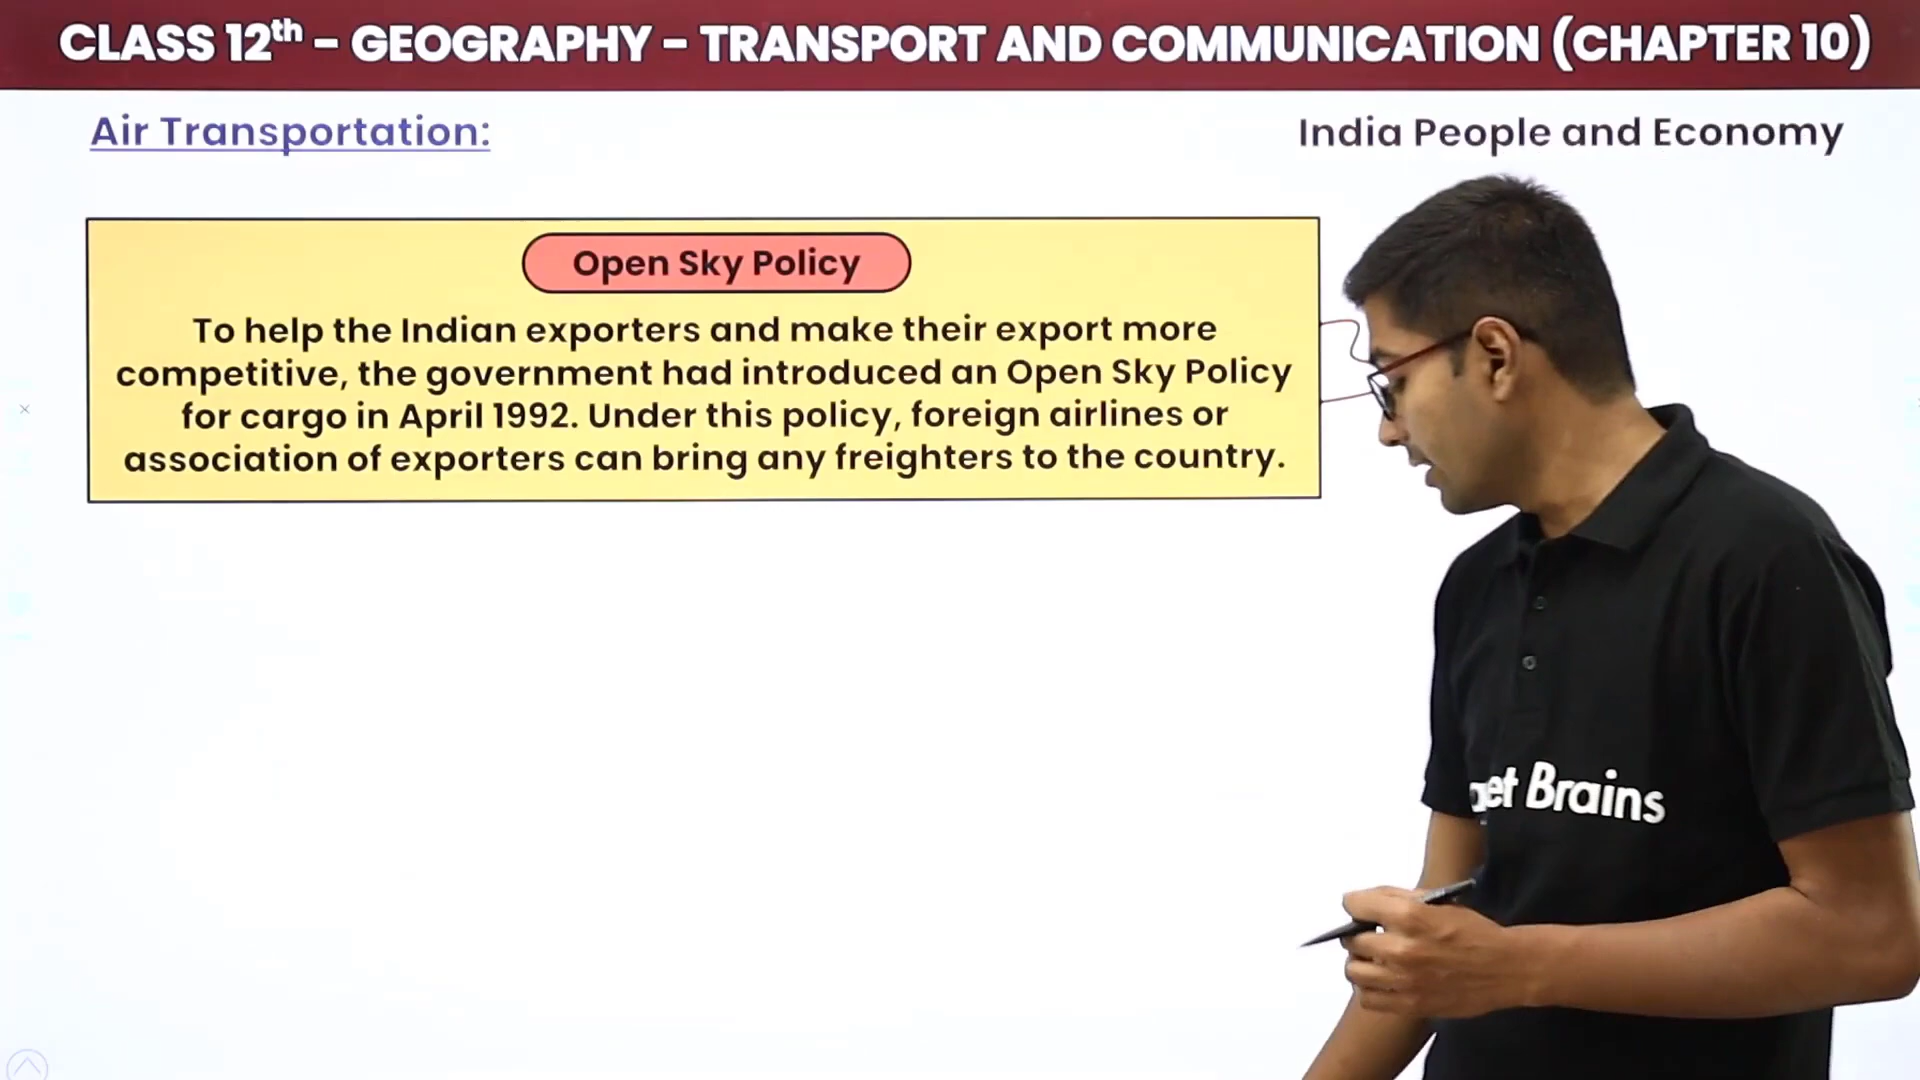 CLASS 12th – GEOGRAPHY – TRANSPORT AND COMMUNICATION (CHAPTER 10)
Air Transportation:
India People and Economy
Open Sky Policy
To help the Indian exporters and make their export more
competitive, the government had introduced an Open Sky Policy
for cargo in April 1992. Under this policy, foreign airlines or
association of exporters can bring any freighters to the country.
Brains